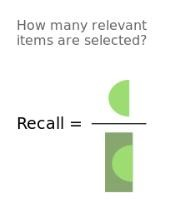 How many relevant
items are selected?
Recall =